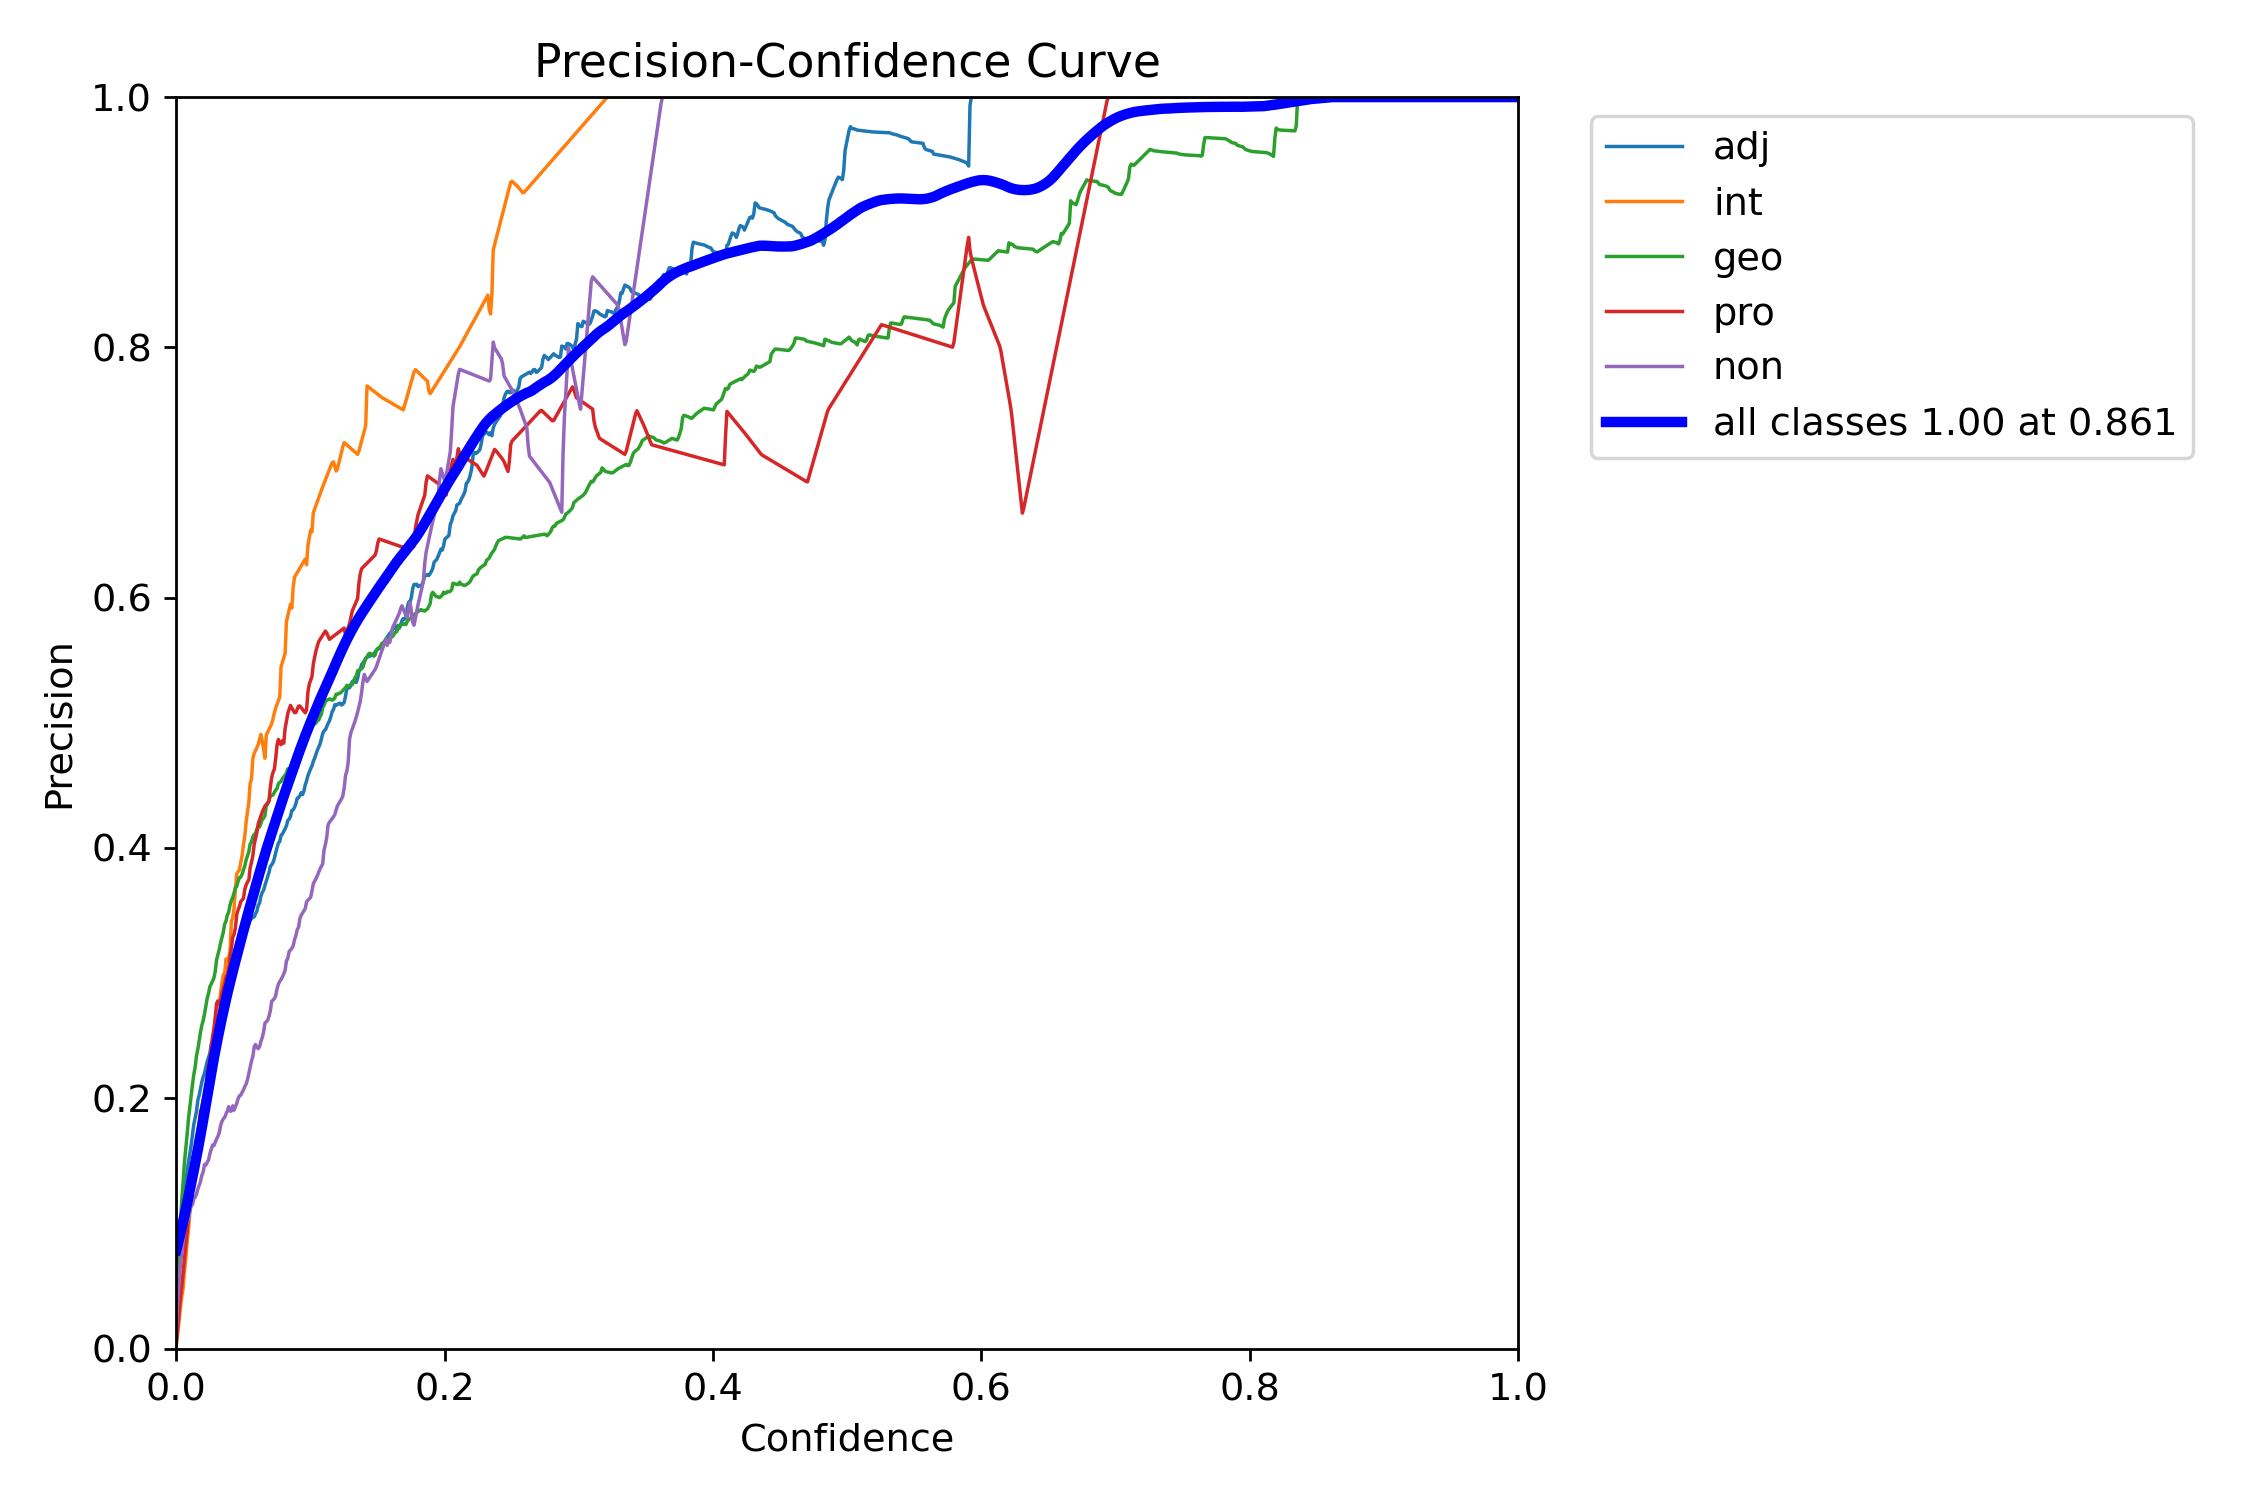 Precision-Confidence Curve
1.0
0.8
0.6
0.4
0.2
0.0
Precision
0.0 0.2 0.4 0.6 0.8 1.0
Confidence
adj
int
geo
pro
non
all classes 1.00 at 0.861